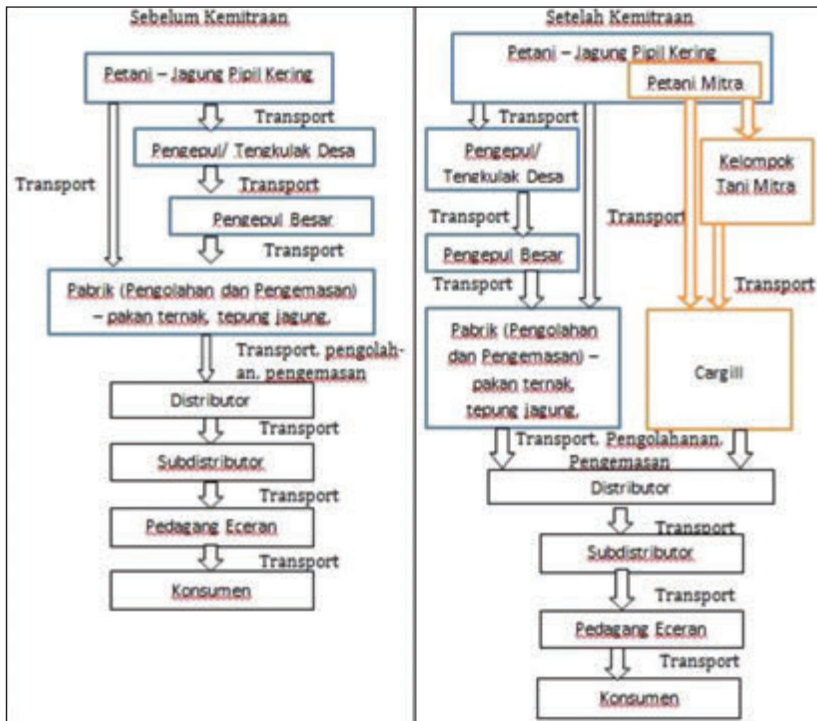 Sebelum Kemitraan
Petani – Jagung Pipil Kering
Transport
Pengepul/ Tengkulak Desa
Transport
Transport
Pengepul Besar
Transport
Pabrik (Pengolahan dan Pengemasan)
– pakan ternak, tepung jagung,
Transport, pengolah-
an, pengemasan
Distributor
Transport
Subdistributor
Transport
Pedagang Eceran
Transport
Konsumen
Setelah Kemitraan
Petani – Jagung Pipil Kering
Petani Mitra
Transport
Pengepul/
Tengkulak Desa
Kelompok
Tani Mitra
Transport
Transport
Pengepul Besar
Transport
Transport
Pabrik (Pengolahan
dan Pengemasan) –
pakan ternak,
tepung jagung,
Cargill
Transport, Pengolahanan,
Pengemasan
Distributor
Transport
Subdistributor
Transport
Pedagang Eceran
Transport
Konsumen